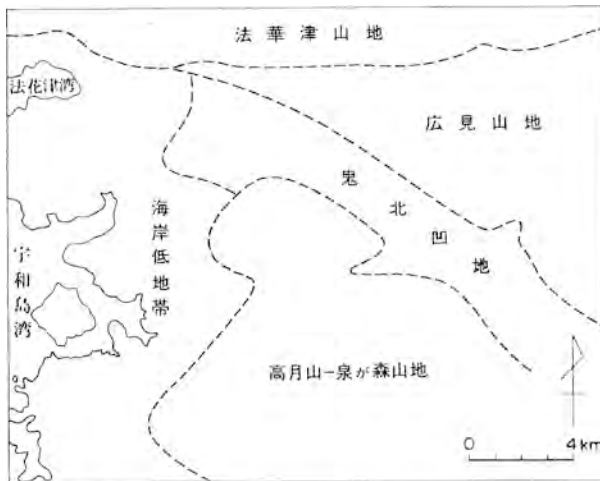 法華津山地
法花津湾
広見山地
鬼北凹地
海岸低地帯
宇和島湾
高月山－泉が森山地
0 4km